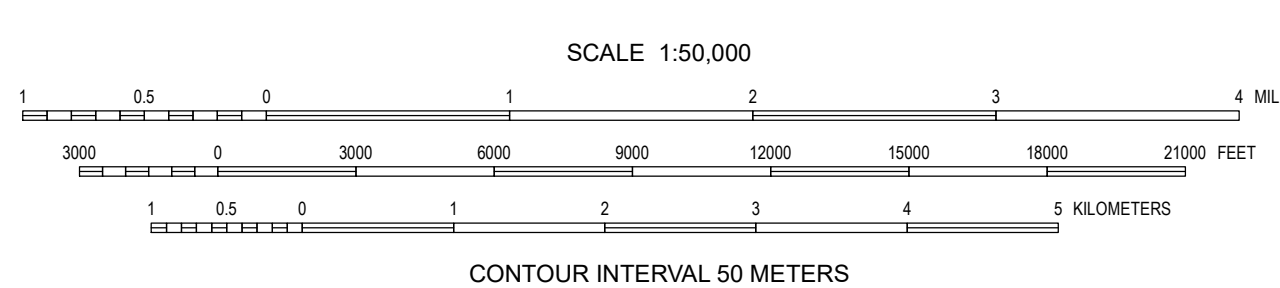 SCALE 1:50,000
1 0.5 0 1 2 3 4 MIL
3000 0 3000 6000 9000 12000 15000 18000 21000 FEET
1 0.5 0 1 2 3 4 5 KILOMETERS
CONTOUR INTERVAL 50 METERS